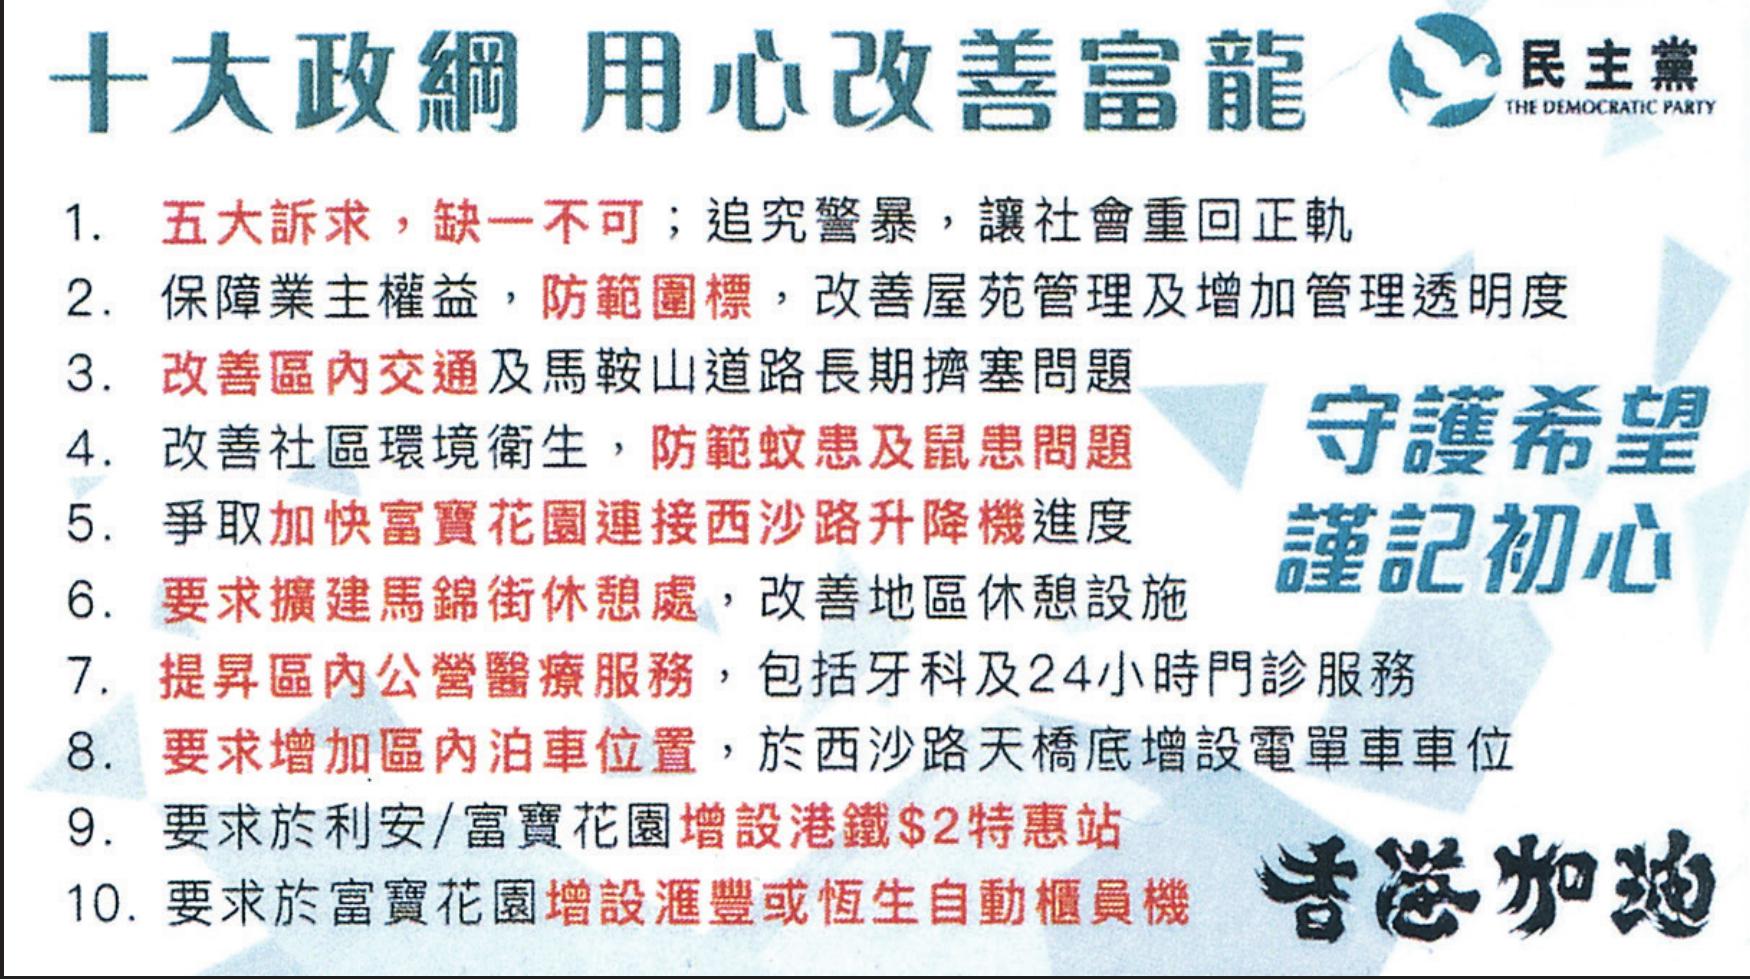 十大政綱 用心改善富龍
民主黨
THE DEMOCRATIC PARTY
1. 五大訴求，缺一不可；追究警暴，讓社會重回正軌
2. 保障業主權益，防範圍標，改善屋苑管理及增加管理透明度
3. 改善區內交通及馬鞍山道路長期擠塞問題
4. 改善社區環境衛生，防範蚊患及鼠患問題
5. 爭取加快富寶花園連接西沙路升降機進度
6. 要求擴建馬錦街休憩處，改善地區休憩設施
7. 提昇區內公營醫療服務，包括牙科及24小時門診服務
8. 要求增加區內泊車位置，於西沙路天橋底增設電單車車位
9. 要求於利安/富寶花園增設港鐵$2特惠站
10. 要求於富寶花園增設滙豐或恆生自動櫃員機
守護希望
謹記初心
香港加油